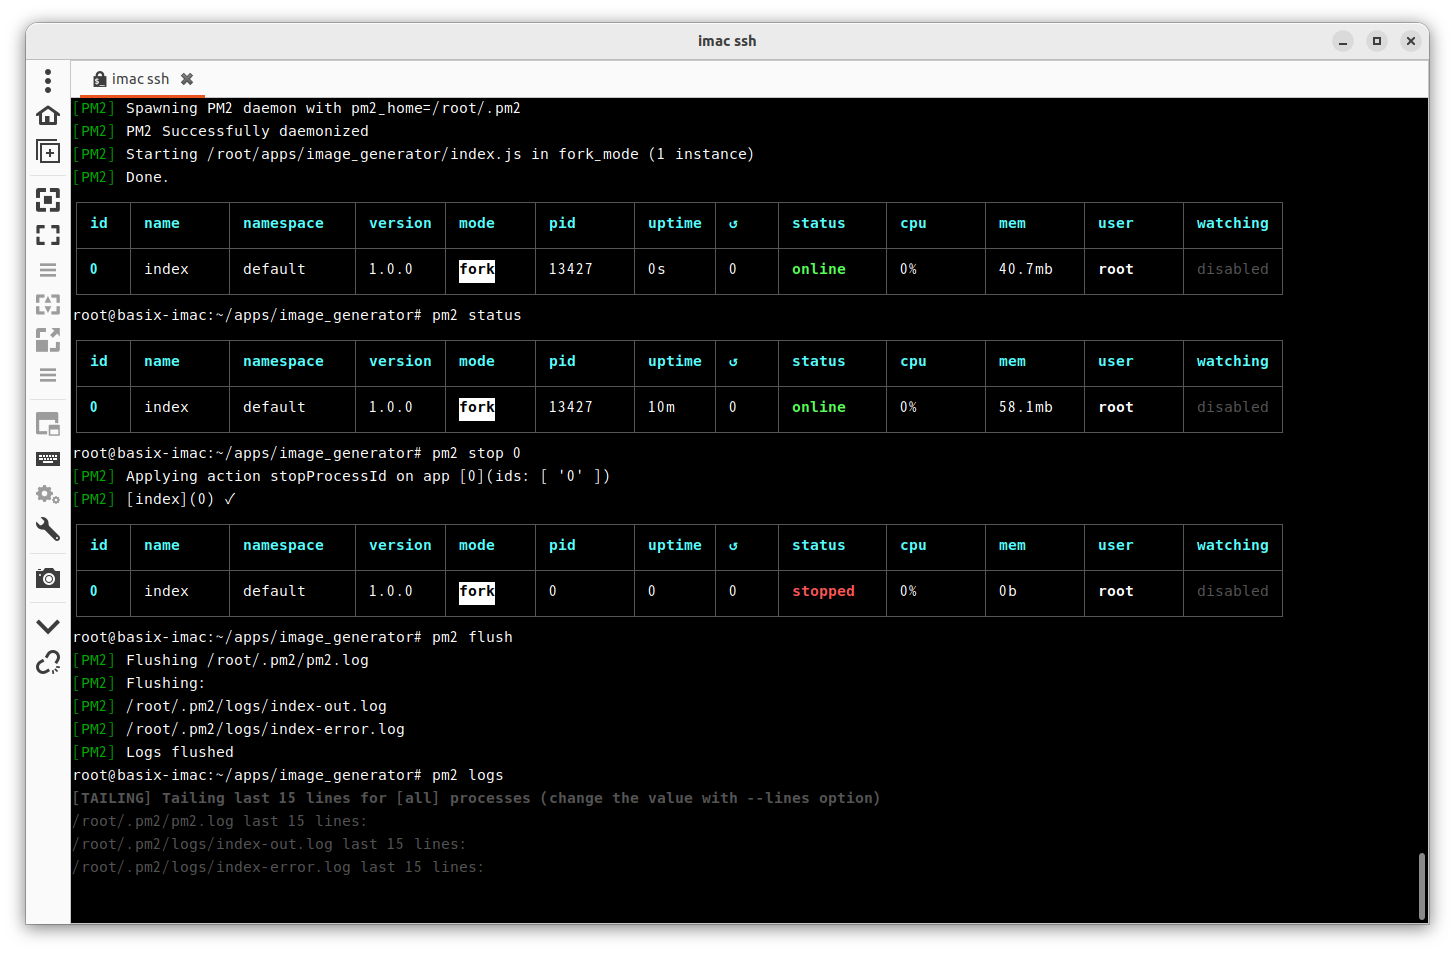 imac ssh
imac ssh
[PM2] Spawning PM2 daemon with pm2_home=/root/.pm2
[PM2] PM2 Successfully daemonized
[PM2] Starting /root/apps/image_generator/index.js in fork_mode (1 instance)
[PM2] Done.
id name namespace version mode pid uptime ↺ status cpu mem user watching
0 index default 1.0.0 fork 13427 0s 0 online 0% 40.7mb root disabled
root@basix-imac:~/apps/image_generator# pm2 status
id name namespace version mode pid uptime ↺ status cpu mem user watching
0 index default 1.0.0 fork 13427 10m 0 online 0% 58.1mb root disabled
root@basix-imac:~/apps/image_generator# pm2 stop 0
[PM2] Applying action stopProcessId on app [0](ids: [ '0' ])
[PM2] [index](0) ✓
id name namespace version mode pid uptime ↺ status cpu mem user watching
0 index default 1.0.0 fork 0 0 0 stopped 0% 0b root disabled
root@basix-imac:~/apps/image_generator# pm2 flush
[PM2] Flushing /root/.pm2/pm2.log
[PM2] Flushing:
[PM2] /root/.pm2/logs/index-out.log
[PM2] /root/.pm2/logs/index-error.log
[PM2] Logs flushed
root@basix-imac:~/apps/image_generator# pm2 logs
[TAILING] Tailing last 15 lines for [all] processes (change the value with --lines option)
/root/.pm2/pm2.log last 15 lines:
/root/.pm2/logs/index-out.log last 15 lines:
/root/.pm2/logs/index-error.log last 15 lines: